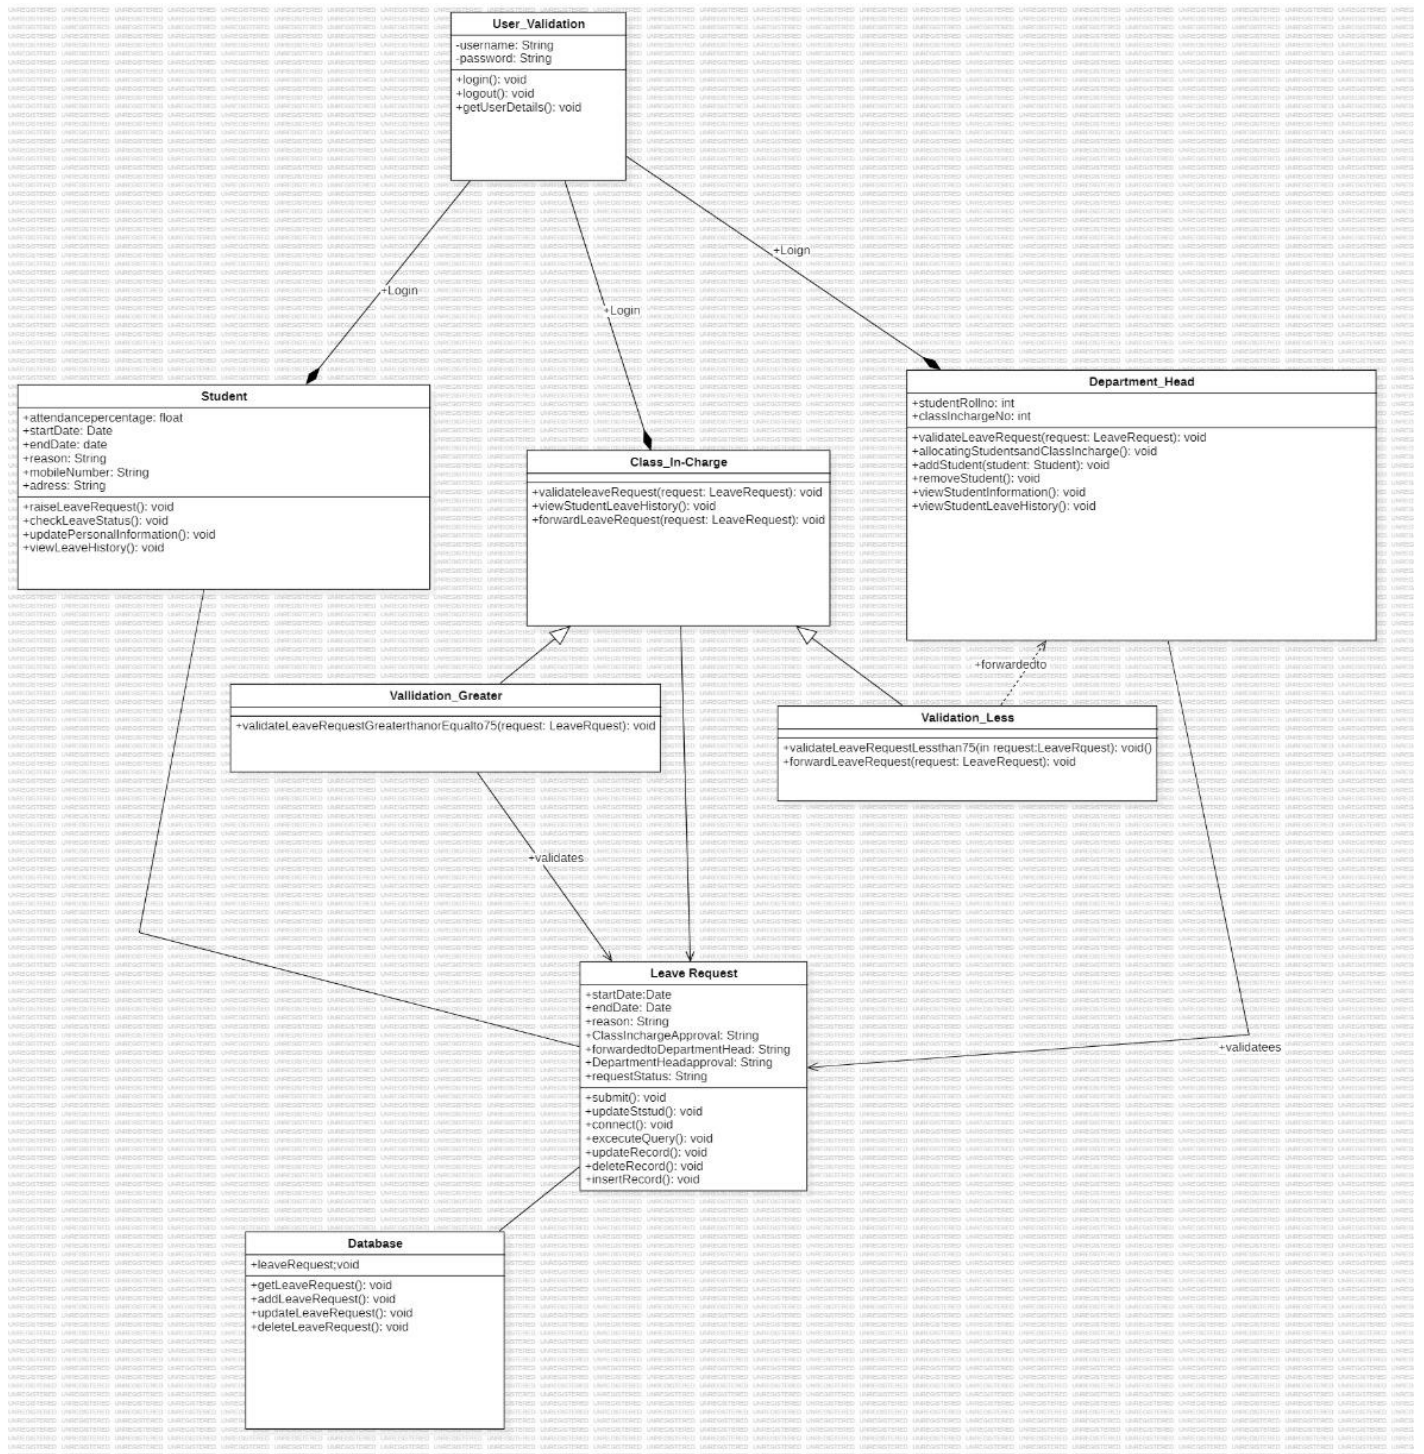 User_Validation
-username: String
-password: String
+login(): void
+logout(): void
+getUserDetails(): void
+Loign
+Login
+Login
Student
+attendancepercentage: float
+startDate: Date
+endDate: date
+reason: String
+mobileNumber: String
+adress: String
+raiseLeaveRequest(): void
+checkLeaveStatus(): void
+updatePersonalInformation(): void
+viewLeaveHistory(): void
Class_In-Charge
+validateleaveRequest(request: LeaveRequest): void
+viewStudentLeaveHistory(): void
+forwardLeaveRequest(request: LeaveRequest): void
Department_Head
+studentRollno: int
+classInchargeNo: int
+validateLeaveRequest(request: LeaveRequest): void
+allocatingStudentsandClassIncharge(): void
+addStudent(student: Student): void
+removeStudent(): void
+viewStudentInformation(): void
+viewStudentLeaveHistory(): void
+forwardedto
Vallidation_Greater
+validateLeaveRequestGreaterthanorEqualto75(request: LeaveRquest): void
Validation_Less
+validateLeaveRequestLessthan75(in request:LeaveRquest): void()
+forwardLeaveRequest(request: LeaveRequest): void
+validates
Leave Request
+startDate:Date
+endDate: Date
+reason: String
+ClassInchargeApproval: String
+forwardedtoDepartmentHead: String
+DepartmentHeadapproval: String
+requestStatus: String
+submit(): void
+updateStstud(): void
+connect(): void
+excecuteQuery(): void
+updateRecord(): void
+deleteRecord(): void
+insertRecord(): void
+validatees
Database
+leaveRequest;void
+getLeaveRequest(): void
+addLeaveRequest(): void
+updateLeaveRequest(): void
+deleteLeaveRequest(): void